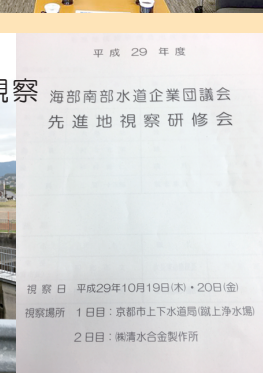 平成 29 年度
視察
海部南部水道企業団議会
先進地視察研修会
視察日 平成29年10月19日(木)・20日(金)
視察場所 1日目：京都市上下水道局(蹴上浄水場)
2日目：㈱清水合金製作所